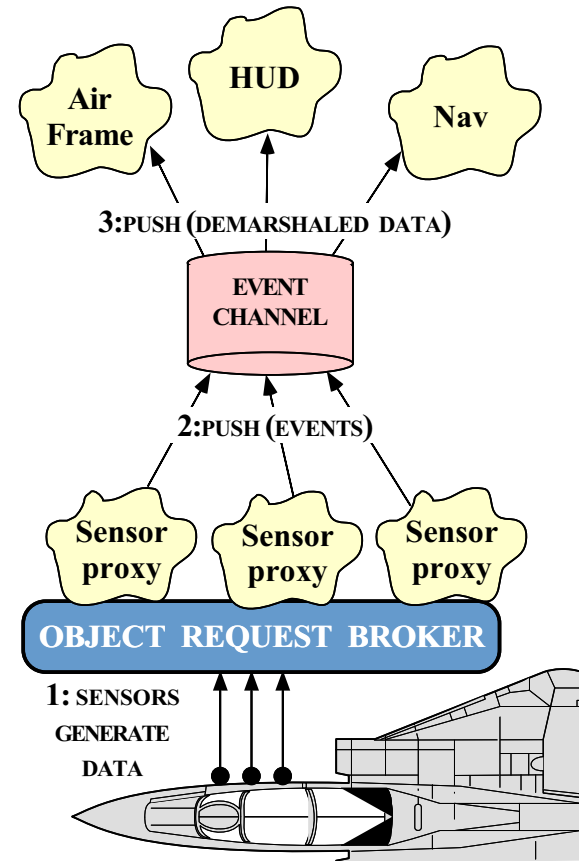 HUD
Air
Frame
Nav
3:PUSH (DEMARSHALED DATA)
EVENT
CHANNEL
2:PUSH (EVENTS)
Sensor
proxy
Sensor
proxy
Sensor
proxy
OBJECT REQUEST BROKER
1: SENSORS
GENERATE
DATA